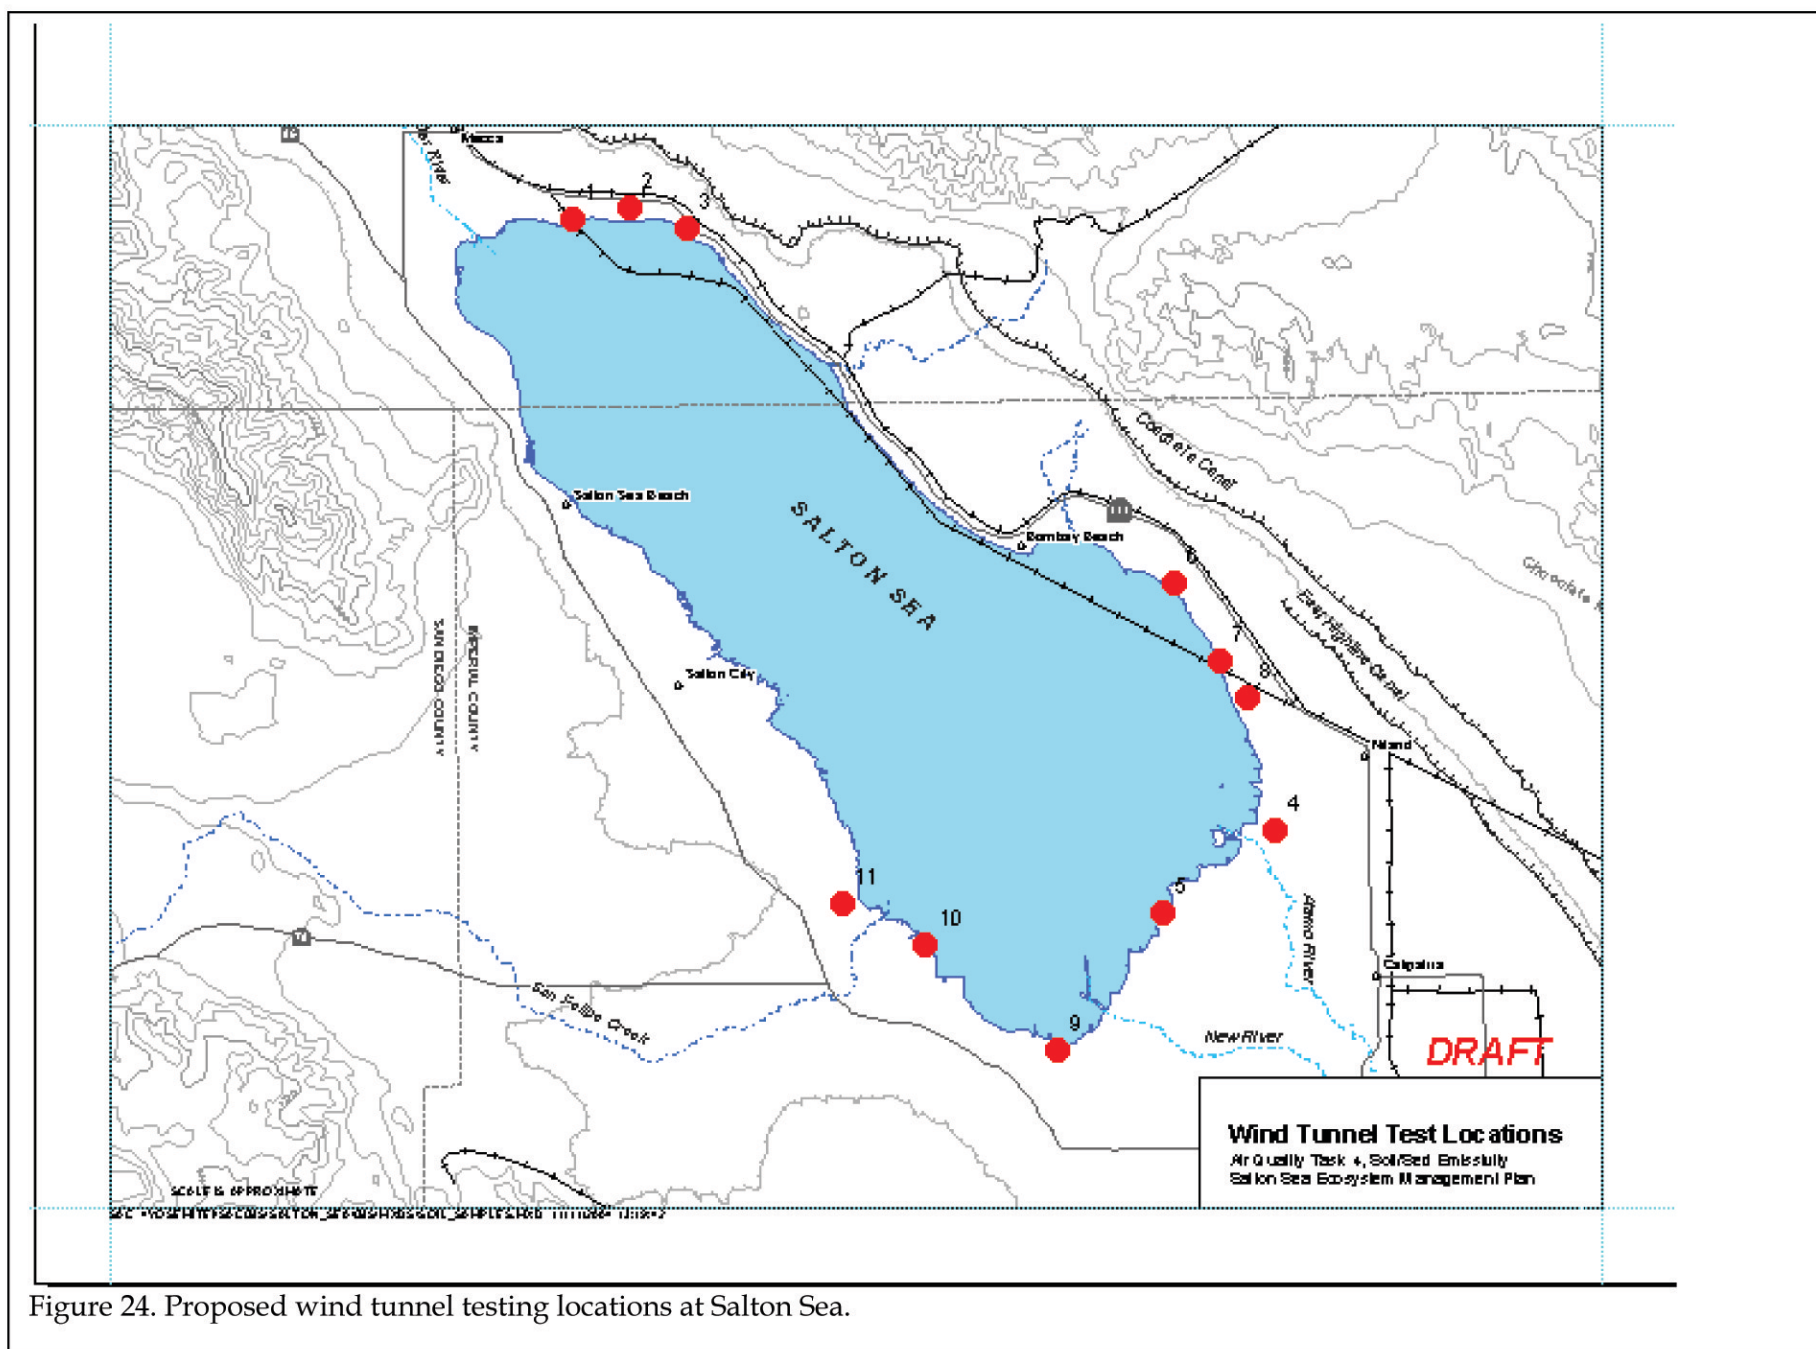 Mecca
1
2
3
Coachella Canal
Salton Sea Beach
SALTON SEA
111
Bombay Beach
6
East Highline Canal
7
8
IMPERIAL COUNTY
SAN DIEGO COUNTY
Salton City
Niland
4
11
5
10
Alamo River
Calipatria
San Felipe Creek
9
New River
DRAFT
Wind Tunnel Test Locations
Air Quality Task 4, Soil/Sed Emissivity
Salton Sea Ecosystem Management Plan
SCALE IS APPROXIMATE
Figure 24. Proposed wind tunnel testing locations at Salton Sea.